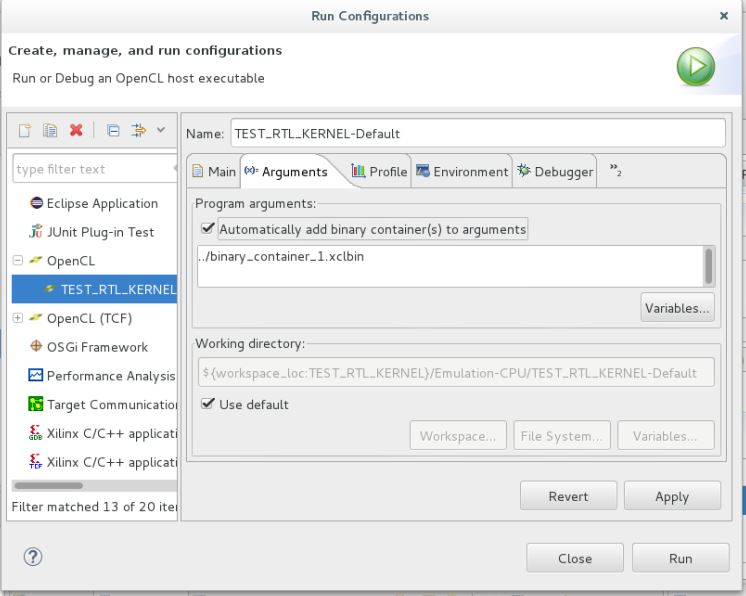 Run Configurations
Create, manage, and run configurations
Run or Debug an OpenCL host executable
Name: TEST_RTL_KERNEL-Default
type filter text
Main (x)= Arguments Profile Environment Debugger »2
Eclipse Application
JUnit Plug-in Test
OpenCL
TEST_RTL_KERNEL
OpenCL (TCF)
OSGi Framework
Performance Analysis
Target Communication
Xilinx C/C++ applicati
Xilinx C/C++ applicati
Filter matched 13 of 20 iter
Program arguments:
Automatically add binary container(s) to arguments
../binary_container_1.xclbin
Variables...
Working directory:
${workspace_loc:TEST_RTL_KERNEL}/Emulation-CPU/TEST_RTL_KERNEL-Default
Use default
Workspace... File System... Variables...
Revert Apply
? Close Run